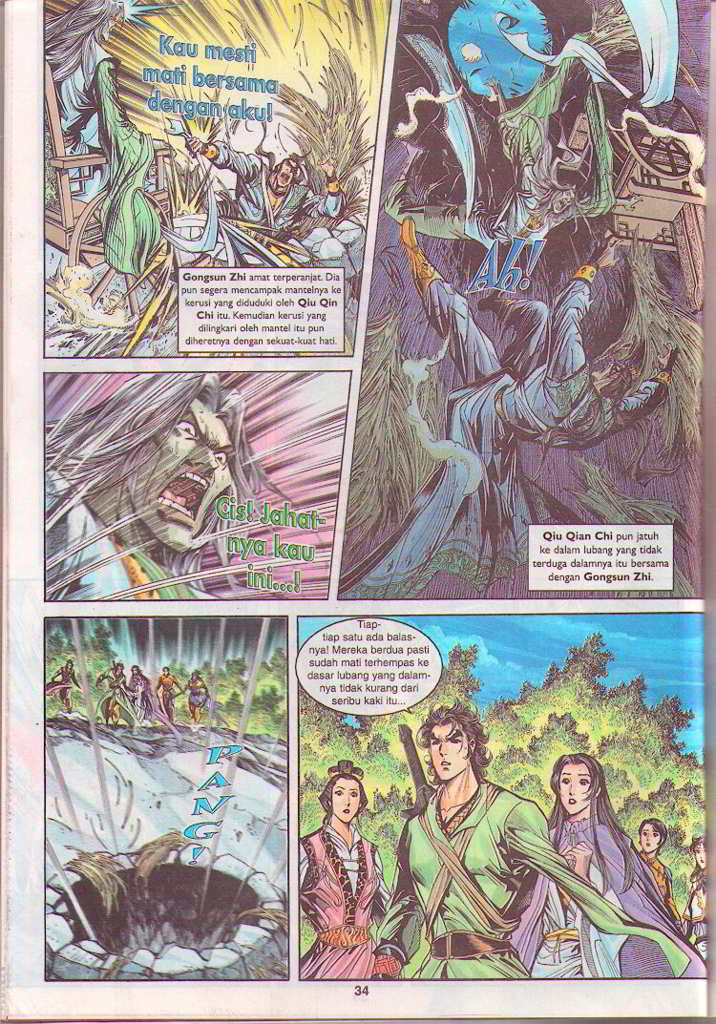 Kau mesti
mati bersama
dengan aku!
Gongsun Zhi amat terperanjat. Dia
pun segera mencampak mantelnya ke
kerusi yang diduduki oleh Qiu Qin
Chi itu. Kemudian kerusi yang
dilingkari oleh mantel itu pun
diheretnya dengan sekuat-kuat hati.
Ah!
Qiu Qian Chi pun jatuh
ke dalam lubang yang tidak
terduga dalamnya itu bersama
dengan Gongsun Zhi.
Cis! Jahat-
nya kau
ini...!
PANG!
Tiap-
tiap satu ada balas-
nya! Mereka berdua pasti
sudah mati terhempas ke
dasar lubang yang dalam-
nya tidak kurang dari
seribu kaki itu...
34